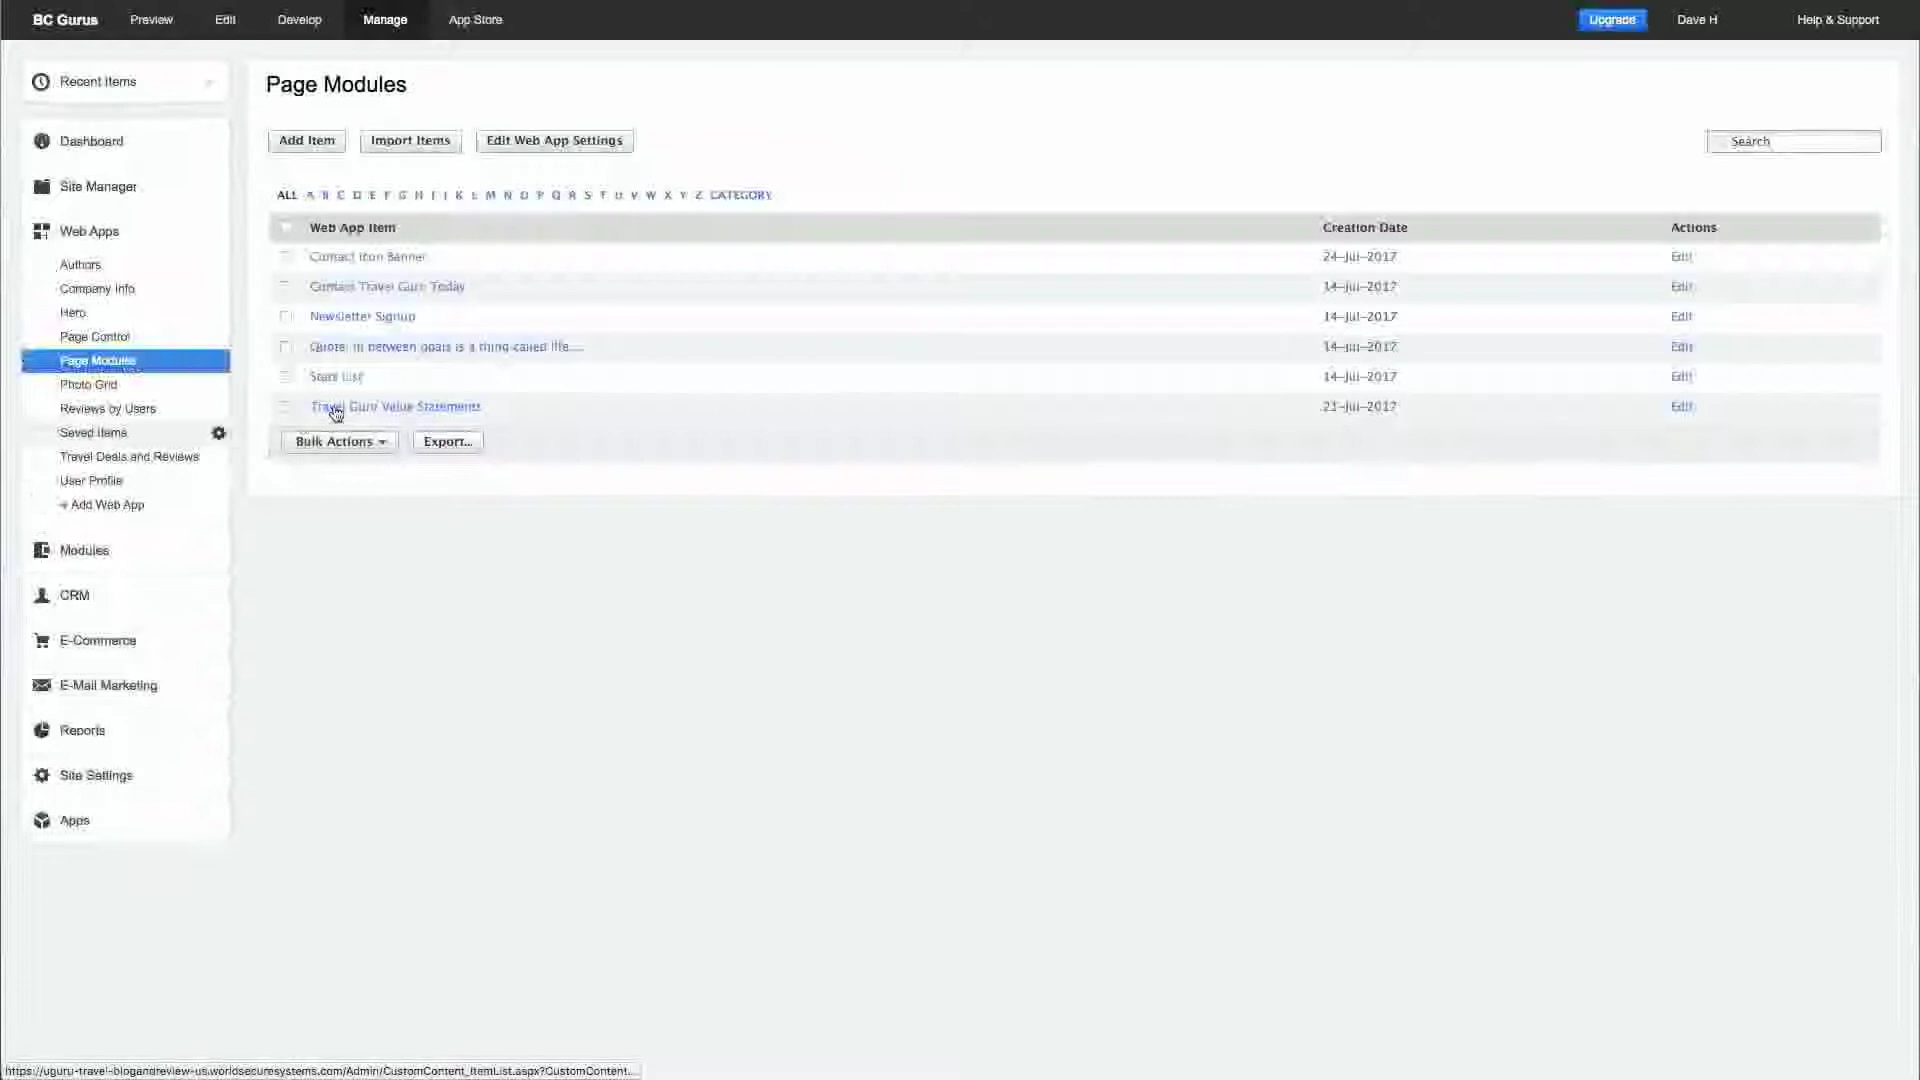 BC Gurus Preview Edit Develop Manage App Store Upgrade Dave H Help & Support
Recent Items
Dashboard
Site Manager
Web Apps
Authors
Company Info
Hero
Page Control
Page Modules
Photo Grid
Reviews by Users
Saved Items
Travel Deals and Reviews
User Profile
+ Add Web App
Modules
CRM
E-Commerce
E-Mail Marketing
Reports
Site Settings
Apps
Page Modules
Add Item Import Items Edit Web App Settings Search
ALL A B C D E F G H I J K L M N O P Q R S T U V W X Y Z CATEGORY
Web App Item Creation Date Actions
Contact Icon Banner 24-Jul-2017 Edit
Contact Travel Guru Today 14-Jul-2017 Edit
Newsletter Signup 14-Jul-2017 Edit
Quote: In between goals is a thing called life.... 14-Jul-2017 Edit
14-Jul-2017 Edit
Travel Guru Value Statements 21-Jul-2017 Edit
Bulk Actions Export...
https://uguru-travel-blogandreview-us.worldsecuresystems.com/Admin/CustomContent_ItemList.aspx?CustomContent...